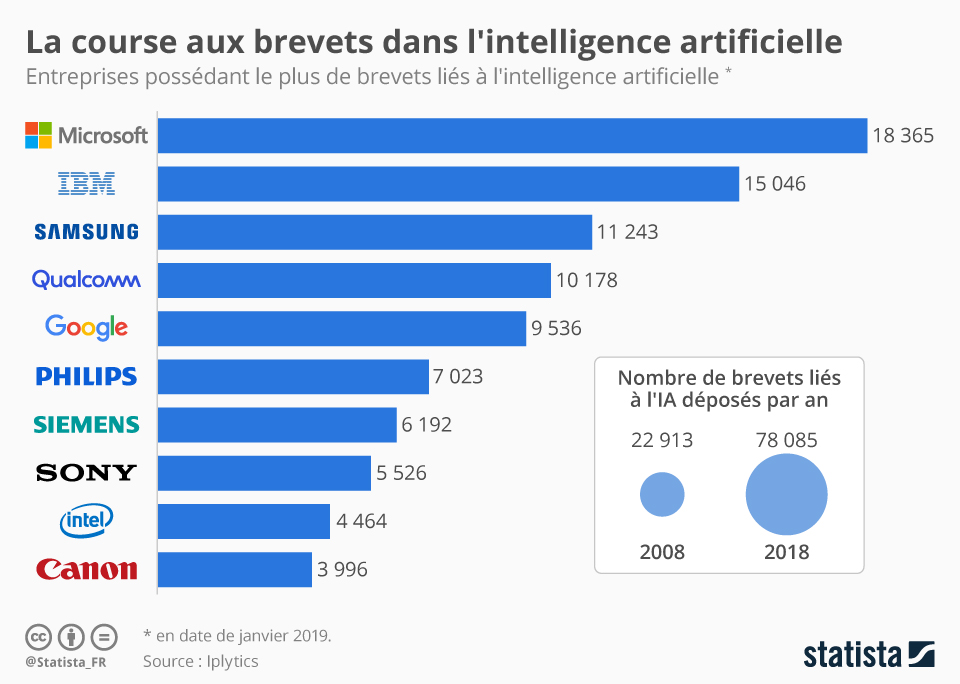 La course aux brevets dans l'intelligence artificielle
Entreprises possédant le plus de brevets liés à l'intelligence artificielle *
Microsoft 18 365
IBM 15 046
SAMSUNG 11 243
Qualcomm 10 178
Google 9 536
PHILIPS 7 023
SIEMENS 6 192
SONY 5 526
intel 4 464
Canon 3 996
Nombre de brevets liés
à l'IA déposés par an
22 913 78 085
2008 2018
cc
@Statista_FR
* en date de janvier 2019.
Source : Iplytics
statista